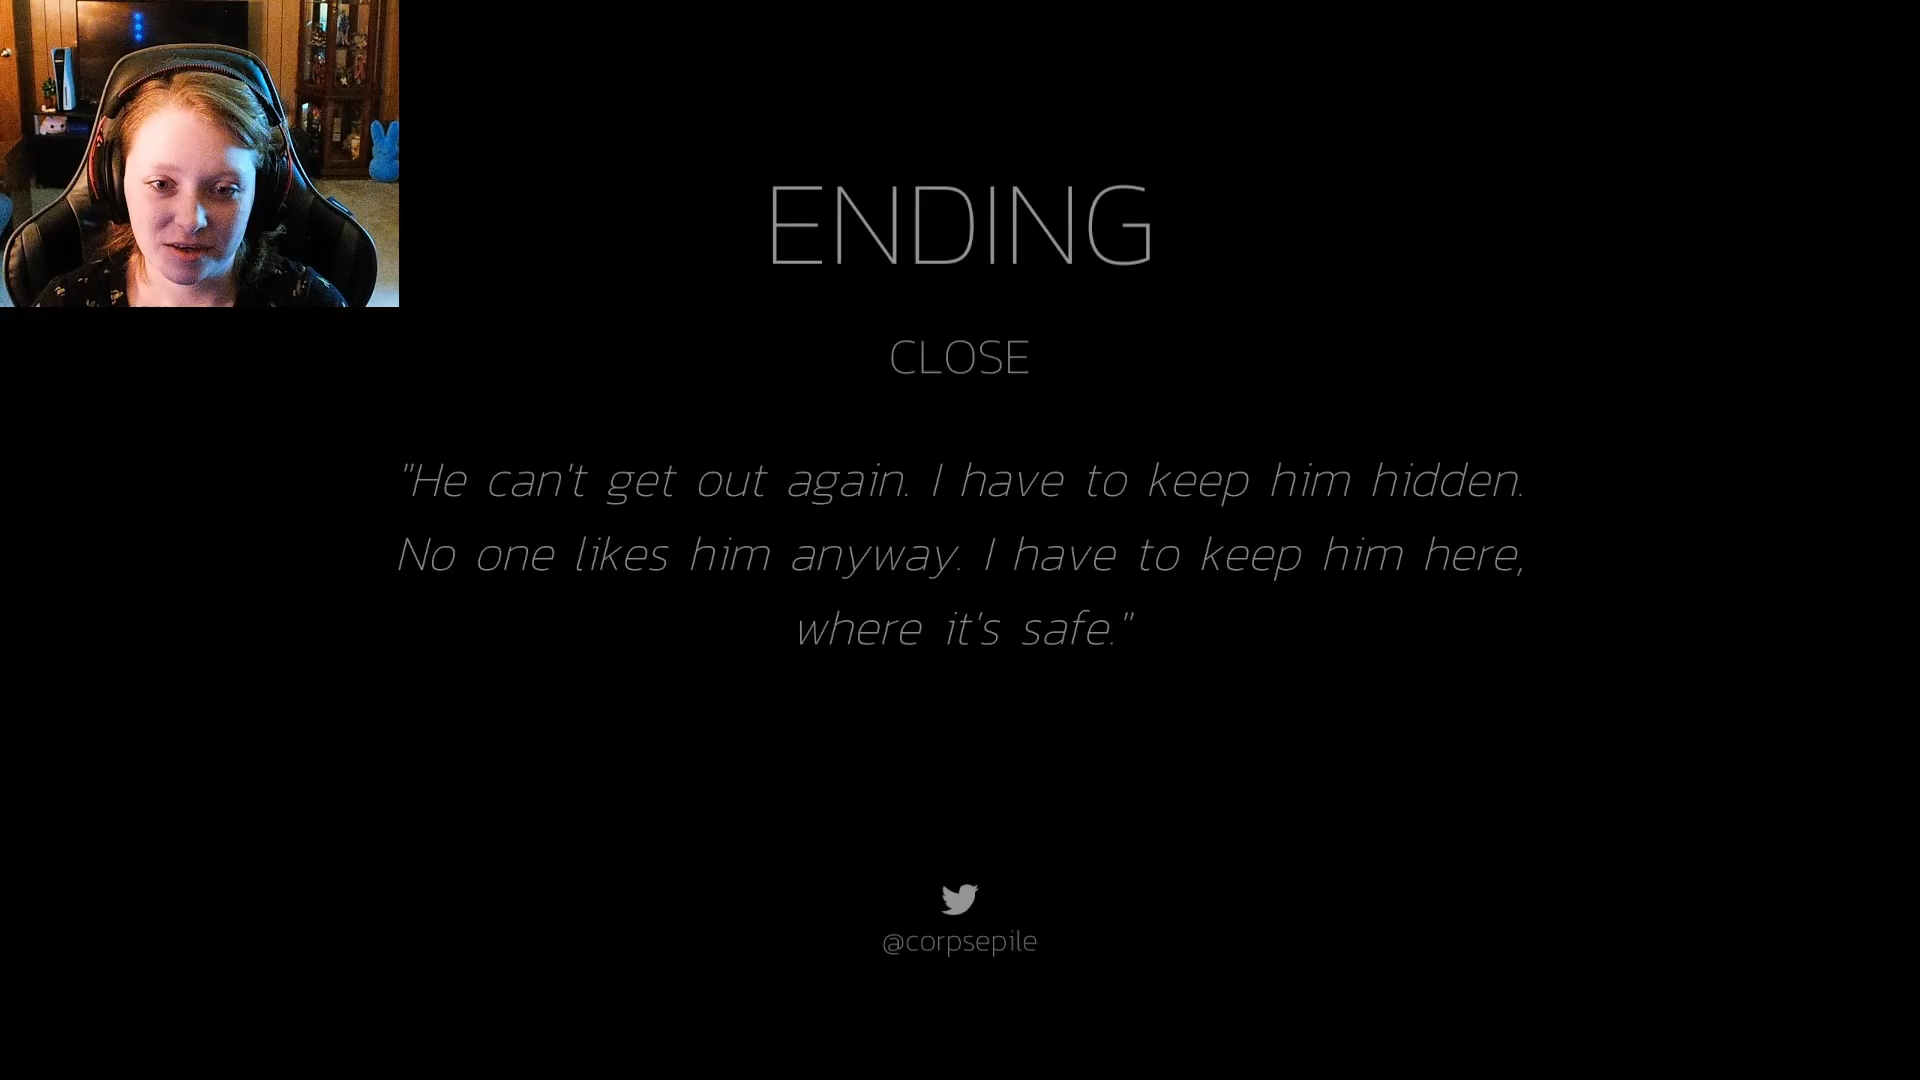 ENDING
CLOSE
"He can't get out again. I have to keep him hidden.
No one likes him anyway. I have to keep him here,
where it's safe."
@corpsepile